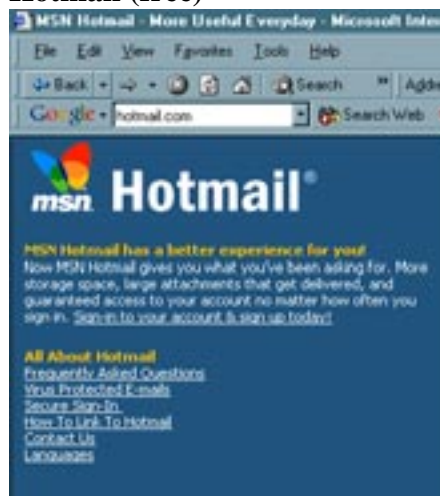 MSN Hotmail - More Useful Everyday - Microsoft Inter
File Edit View Favorites Tools Help
Back Search Addr
Google hotmail.com Search Web
msn Hotmail®
MSN Hotmail has a better experience for you!
Now MSN Hotmail gives you what you've been asking for. More
storage space, large attachments that get delivered, and
guaranteed access to your account no matter how often you
sign in. Sign-in to your account & sign up today!
All About Hotmail
Frequently Asked Questions
Virus Protected E-mails
Secure Sign-In
How To Link To Hotmail
Contact Us
Languages